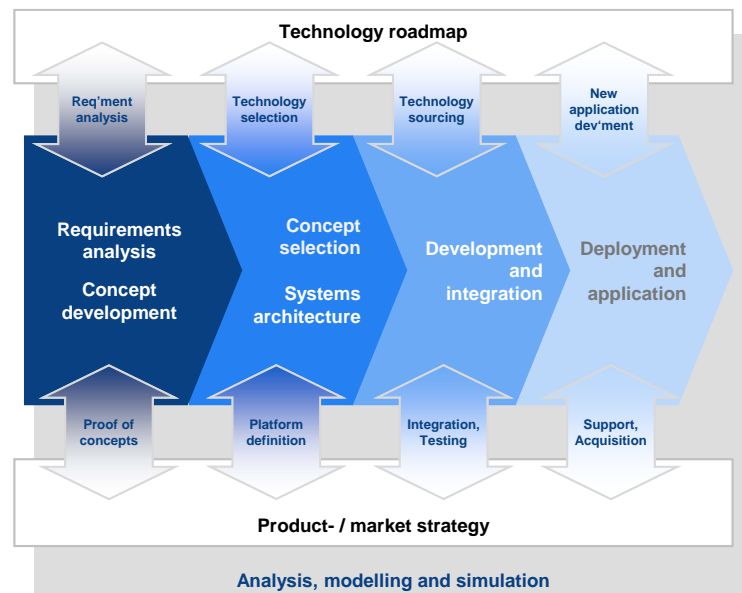 Technology roadmap
Req'ment
analysis
Technology
selection
Technology
sourcing
New
application
dev‘ment
Requirements
analysis
Concept
development
Concept
selection
Systems
architecture
Development
and
integration
Deployment
and
application
Proof of
concepts
Platform
definition
Integration,
Testing
Support,
Acquisition
Product- / market strategy
Analysis, modelling and simulation